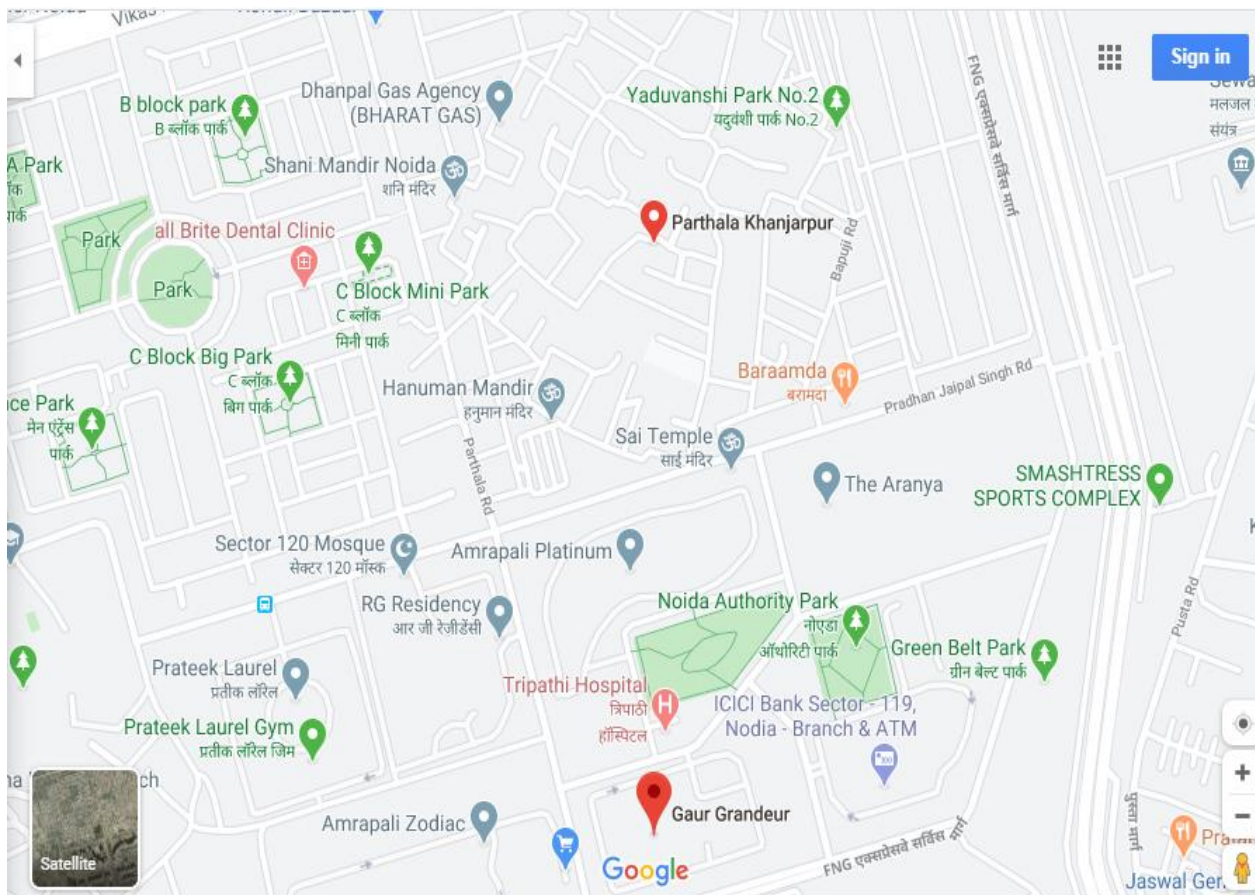 Vikas
Sign in
Dhanpal Gas Agency
(BHARAT GAS)
Yaduvanshi Park No.2
यदुवंशी पार्क No.2
B block park
B ब्लॉक पार्क
FNG एक्सप्रेसवे सर्विस मार्ग
मलजल
संयंत्र
Shani Mandir Noida
शनि मंदिर
A Park
पार्क
Park
all Brite Dental Clinic
Parthala Khanjarpur
Bapuji Rd
Park
C Block Mini Park
C ब्लॉक
मिनी पार्क
C Block Big Park
C ब्लॉक
बिग पार्क
Hanuman Mandir
हनुमान मंदिर
Baraamda
बरामदा
Pradhan Jaipal Singh Rd
ce Park
मेन एंट्रेंस
पार्क
Parthala Rd
Sai Temple
साई मंदिर
The Aranya
SMASHTRESS
SPORTS COMPLEX
Sector 120 Mosque
सेक्टर 120 मॉस्क
Amrapali Platinum
RG Residency
आर जी रेजीडेंसी
Noida Authority Park
नोएडा
ऑथोरिटी पार्क
Pusta Rd
Green Belt Park
ग्रीन बेल्ट पार्क
Prateek Laurel
प्रतीक लॉरेल
Tripathi Hospital
त्रिपाठी
हॉस्पिटल
ICICI Bank Sector - 119,
Nodia - Branch & ATM
Prateek Laurel Gym
प्रतीक लॉरेल जिम
ch
Amrapali Zodiac
Gaur Grandeur
पुस्ता मार्ग
Satellite
Google
FNG एक्सप्रेसवे सर्विस मार्ग
Jaswal Ger